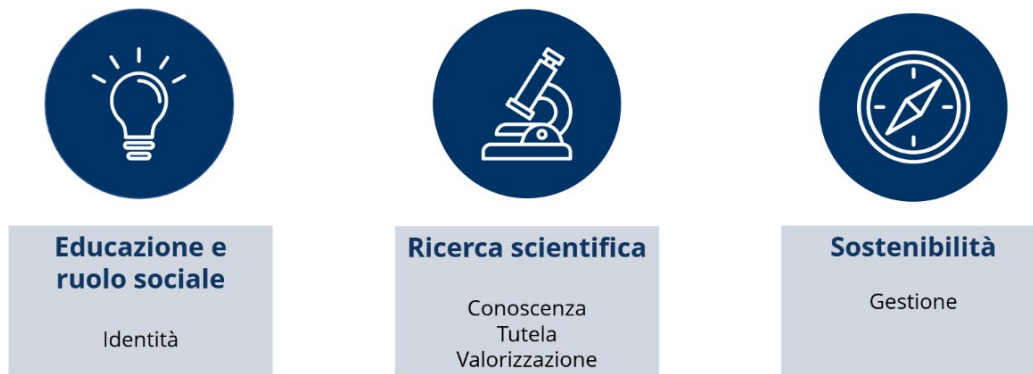 Educazione e
ruolo sociale
Identità
Ricerca scientifica
Conoscenza
Tutela
Valorizzazione
Sostenibilità
Gestione